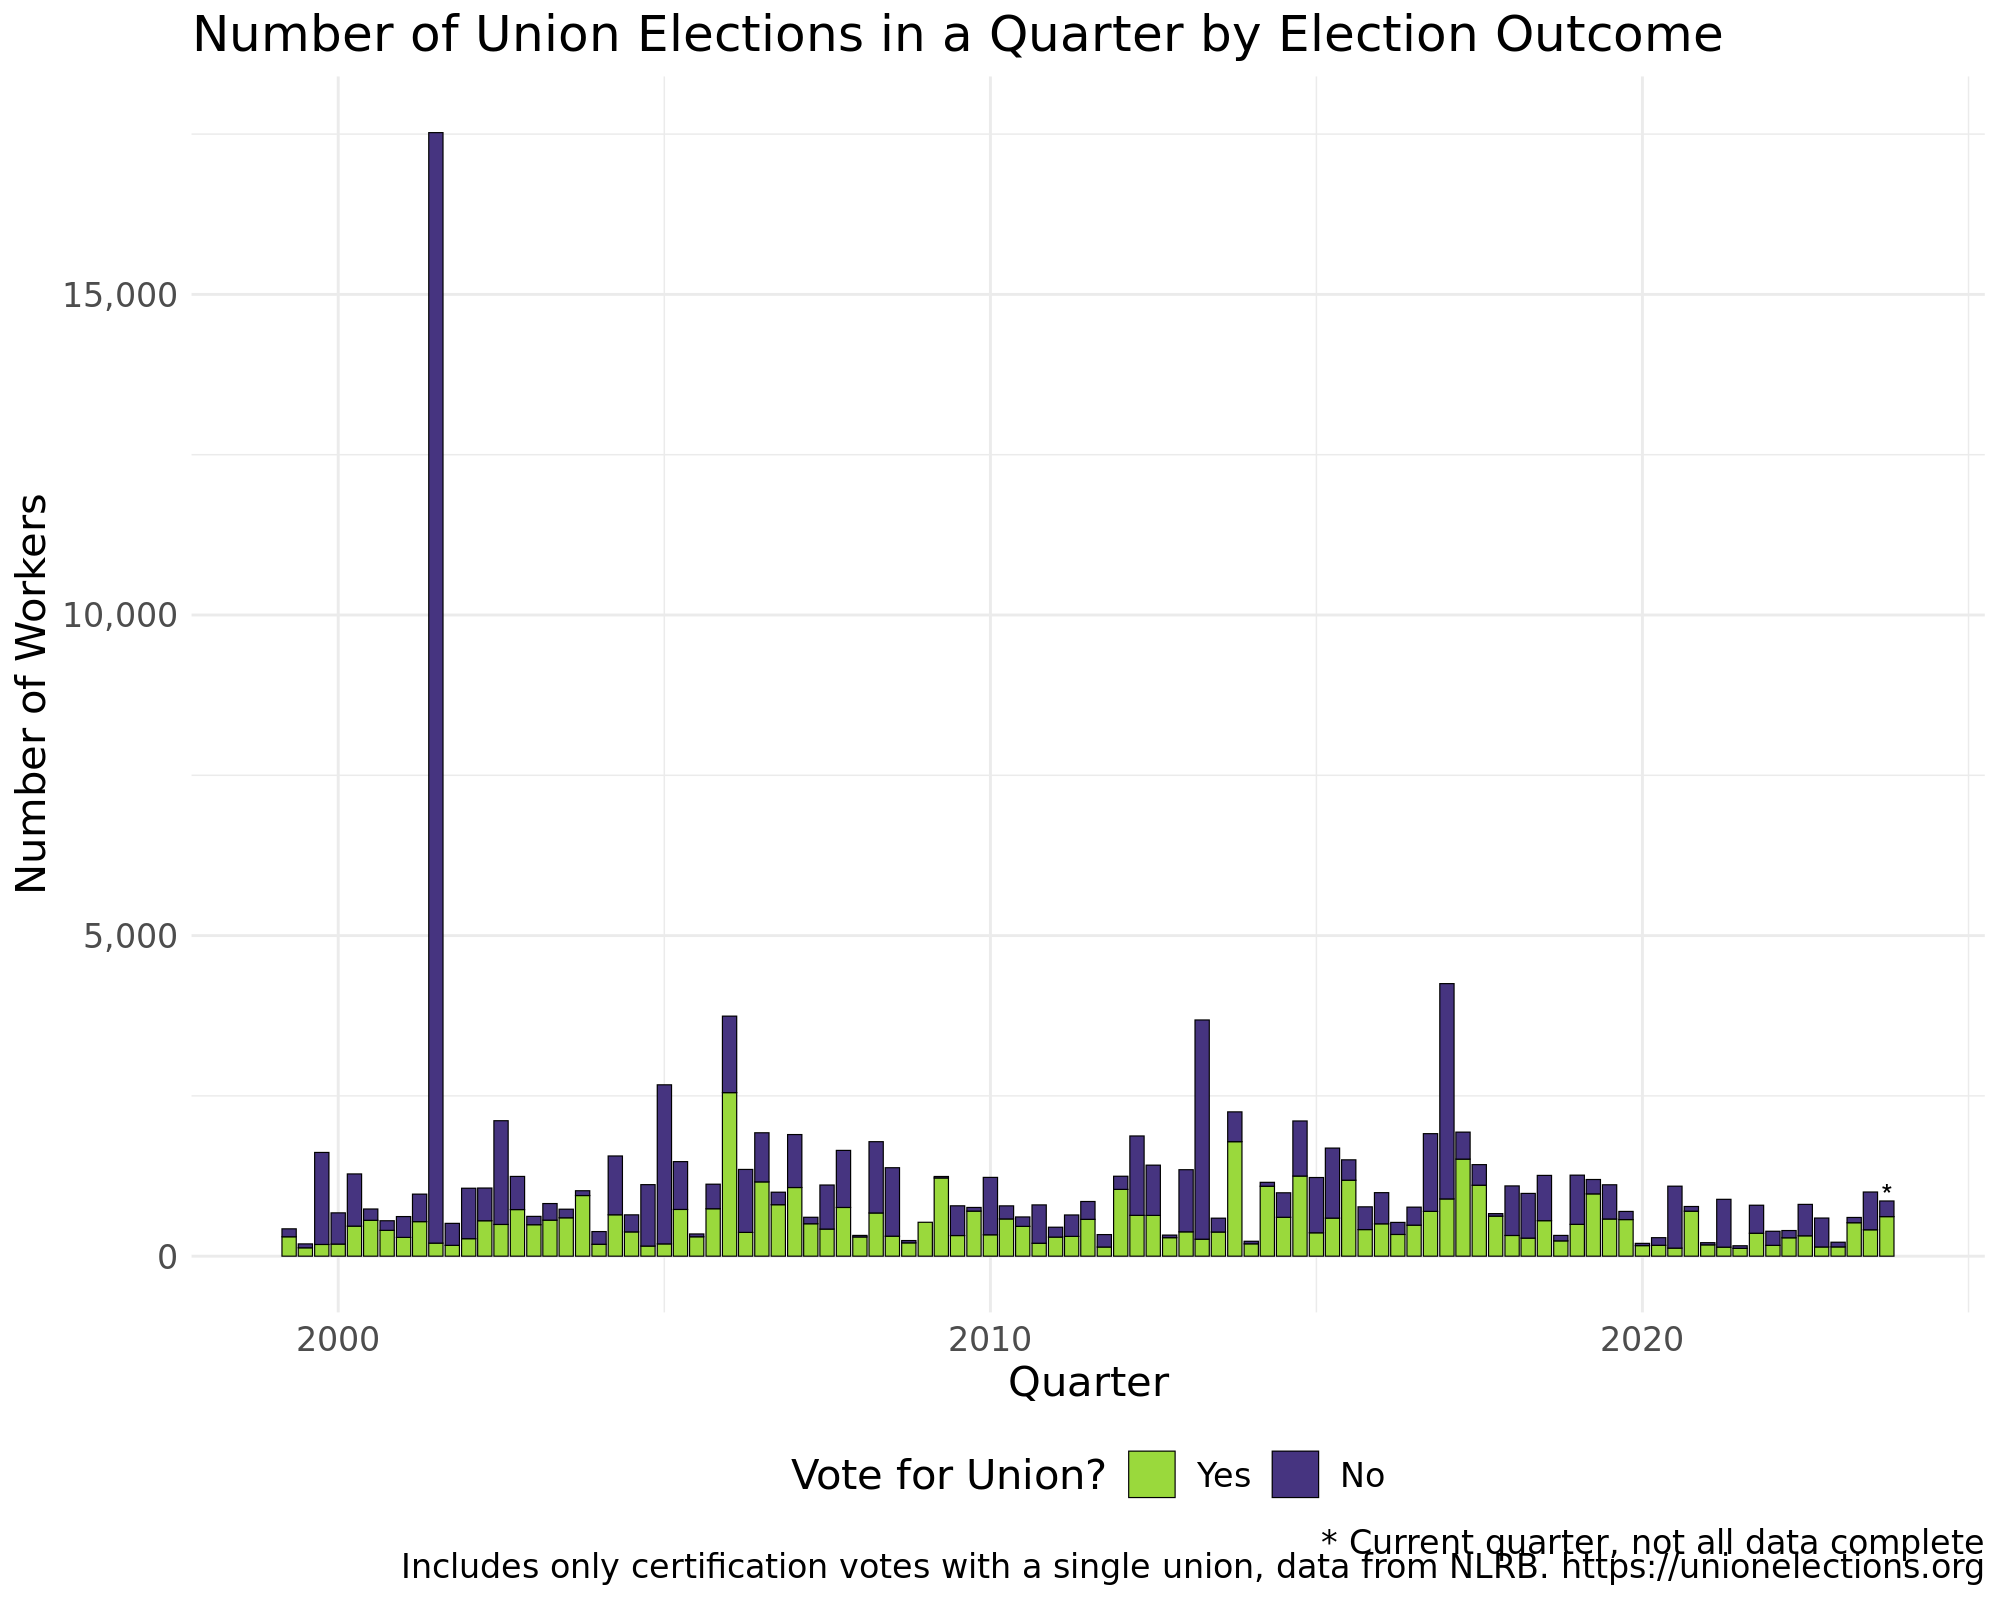 Number of Union Elections in a Quarter by Election Outcome
Number of Workers
15,000
10,000
5,000
0
*
2000
2010
2020
Quarter
Vote for Union?
Yes
No
* Current quarter, not all data complete
Includes only certification votes with a single union, data from NLRB. https://unionelections.org